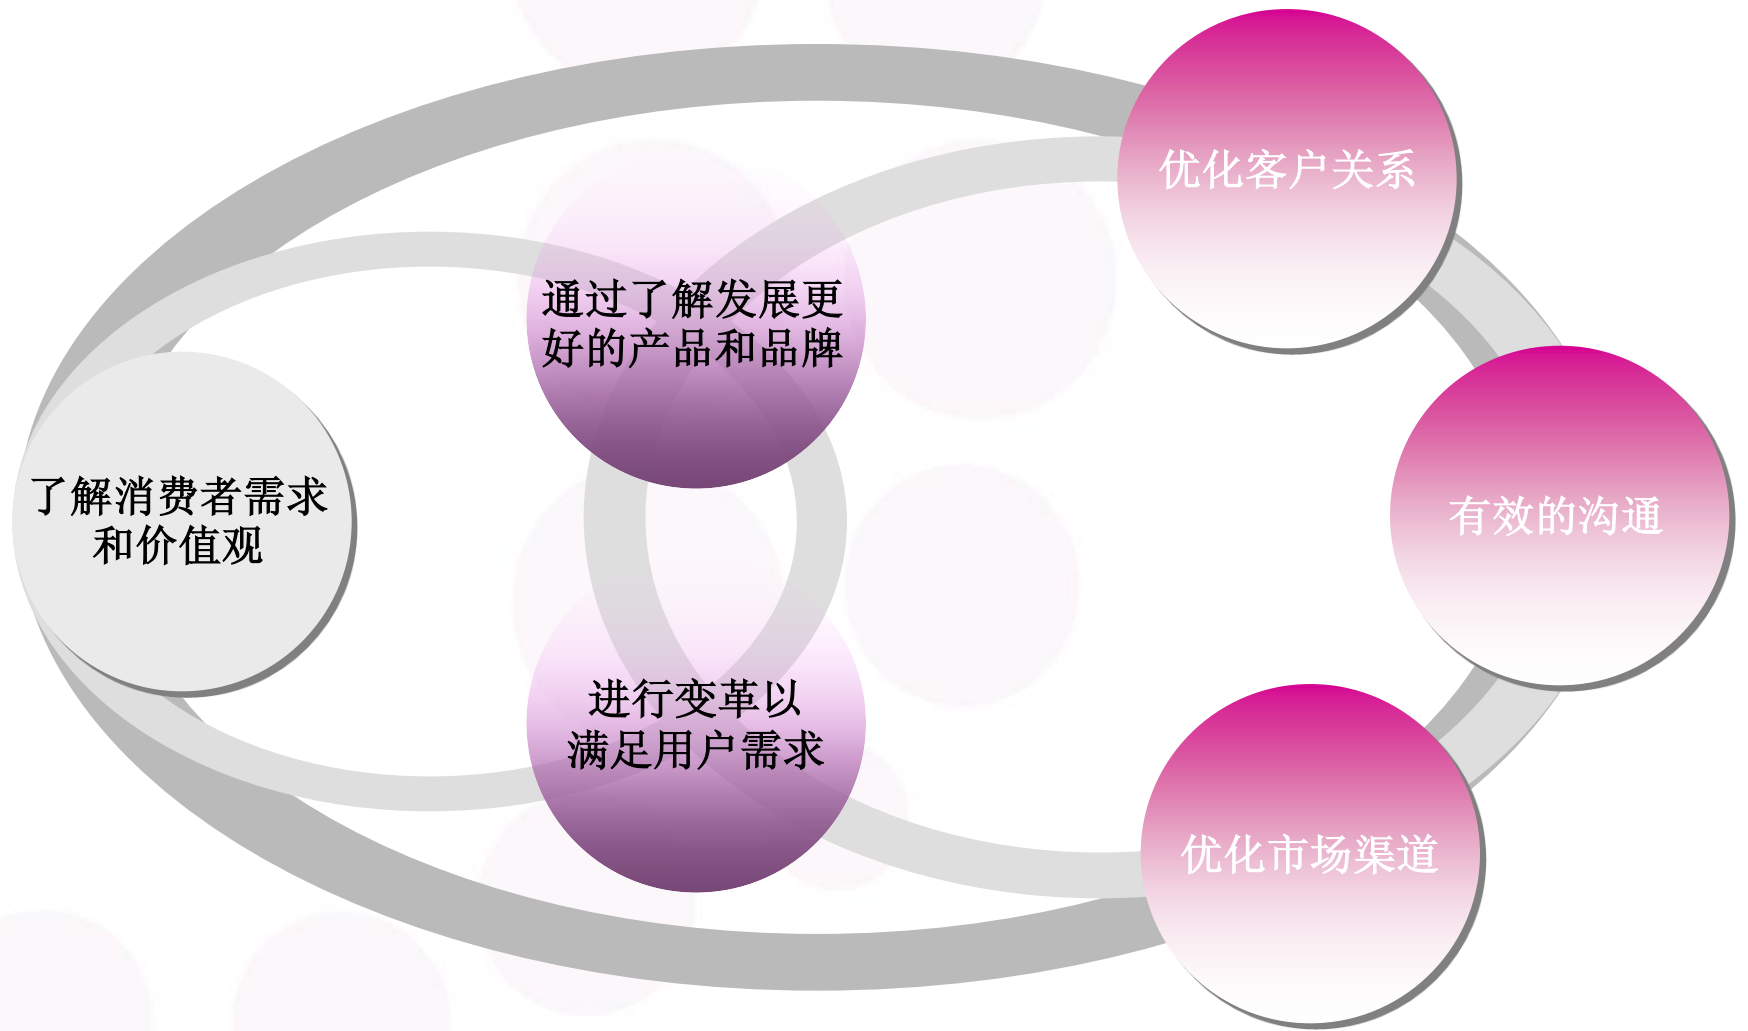 优化客户关系
通过了解发展更
好的产品和品牌
了解消费者需求
和价值观
有效的沟通
进行变革以
满足用户需求
优化市场渠道